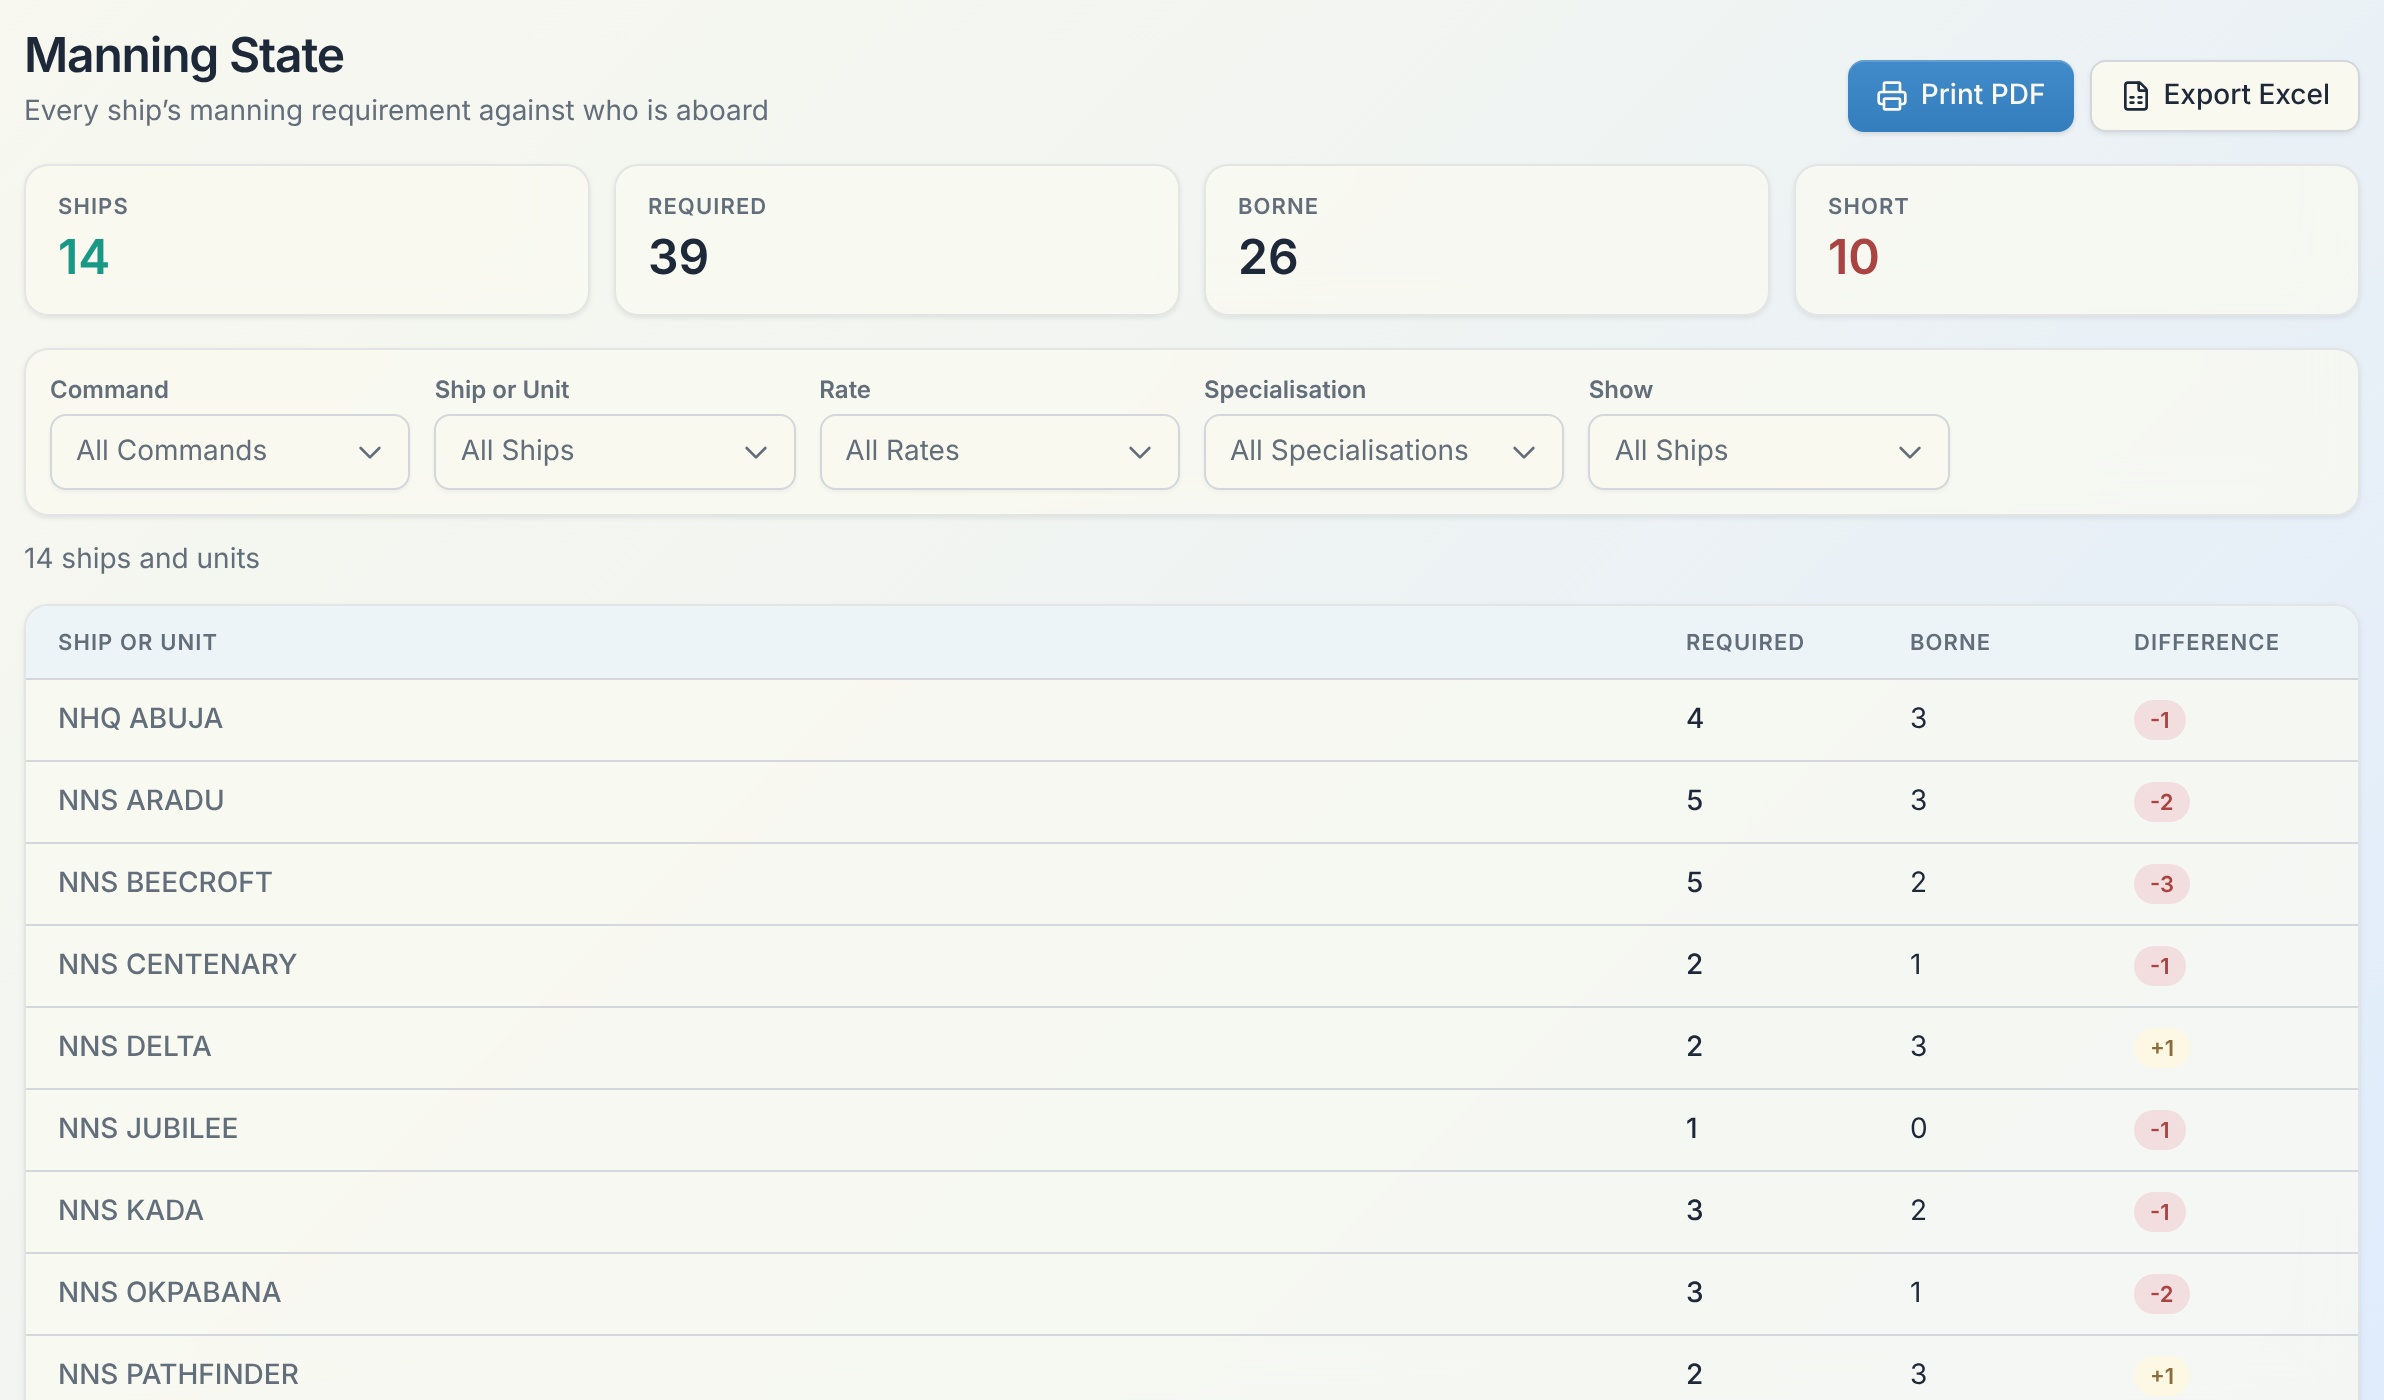 Manning State
Every ship’s manning requirement against who is aboard
Print PDF
Export Excel
SHIPS
14
REQUIRED
39
BORNE
26
SHORT
10
Command
All Commands
Ship or Unit
All Ships
Rate
All Rates
Specialisation
All Specialisations
Show
All Ships
14 ships and units
SHIP OR UNIT REQUIRED BORNE DIFFERENCE
NHQ ABUJA 4 3 -1
NNS ARADU 5 3 -2
NNS BEECROFT 5 2 -3
NNS CENTENARY 2 1 -1
NNS DELTA 2 3 +1
NNS JUBILEE 1 0 -1
NNS KADA 3 2 -1
NNS OKPABANA 3 1 -2
NNS PATHFINDER 2 3 +1